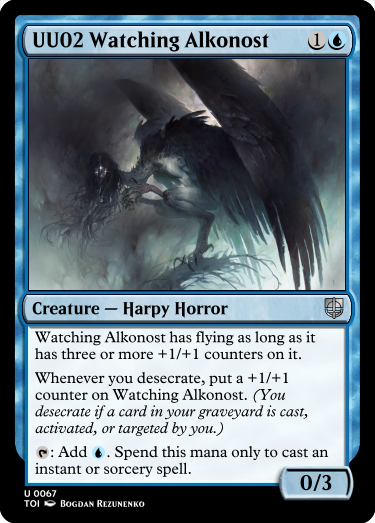 UU02 Watching Alkonost
1
Creature — Harpy Horror
Watching Alkonost has flying as long as it
has three or more +1/+1 counters on it.
Whenever you desecrate, put a +1/+1
counter on Watching Alkonost. (You
desecrate if a card in your graveyard is cast,
activated, or targeted by you.)
: Add . Spend this mana only to cast an
instant or sorcery spell.
0/3
U 0067
TOI Bogdan Rezunenko